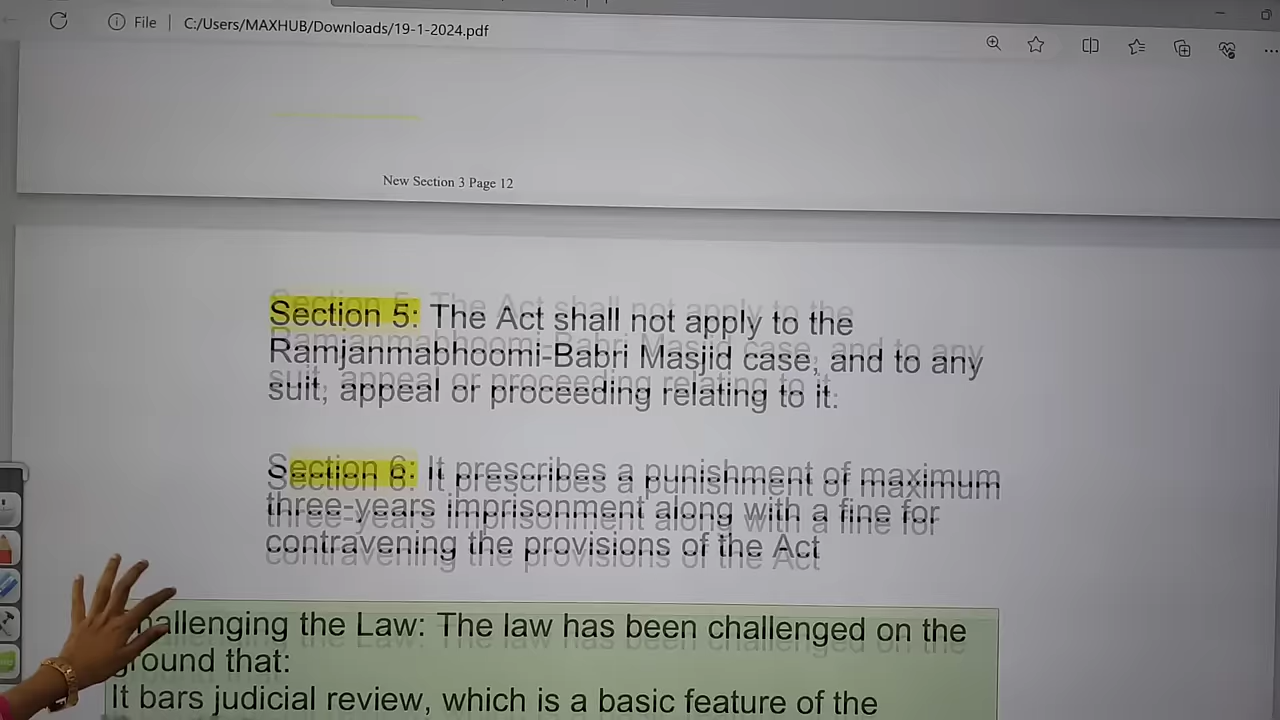 File | C:/Users/MAXHUB/Downloads/19-1-2024.pdf
New Section 3 Page 12
Section 5: The Act shall not apply to the
Ramjanmabhoomi-Babri Masjid case, and to any
suit, appeal or proceeding relating to it:
Section 6: It prescribes a punishment of maximum
three-years imprisonment along with a fine for
contravening the provisions of the Act
allenging the Law: The law has been challenged on the
ground that:
It bars judicial review, which is a basic feature of the